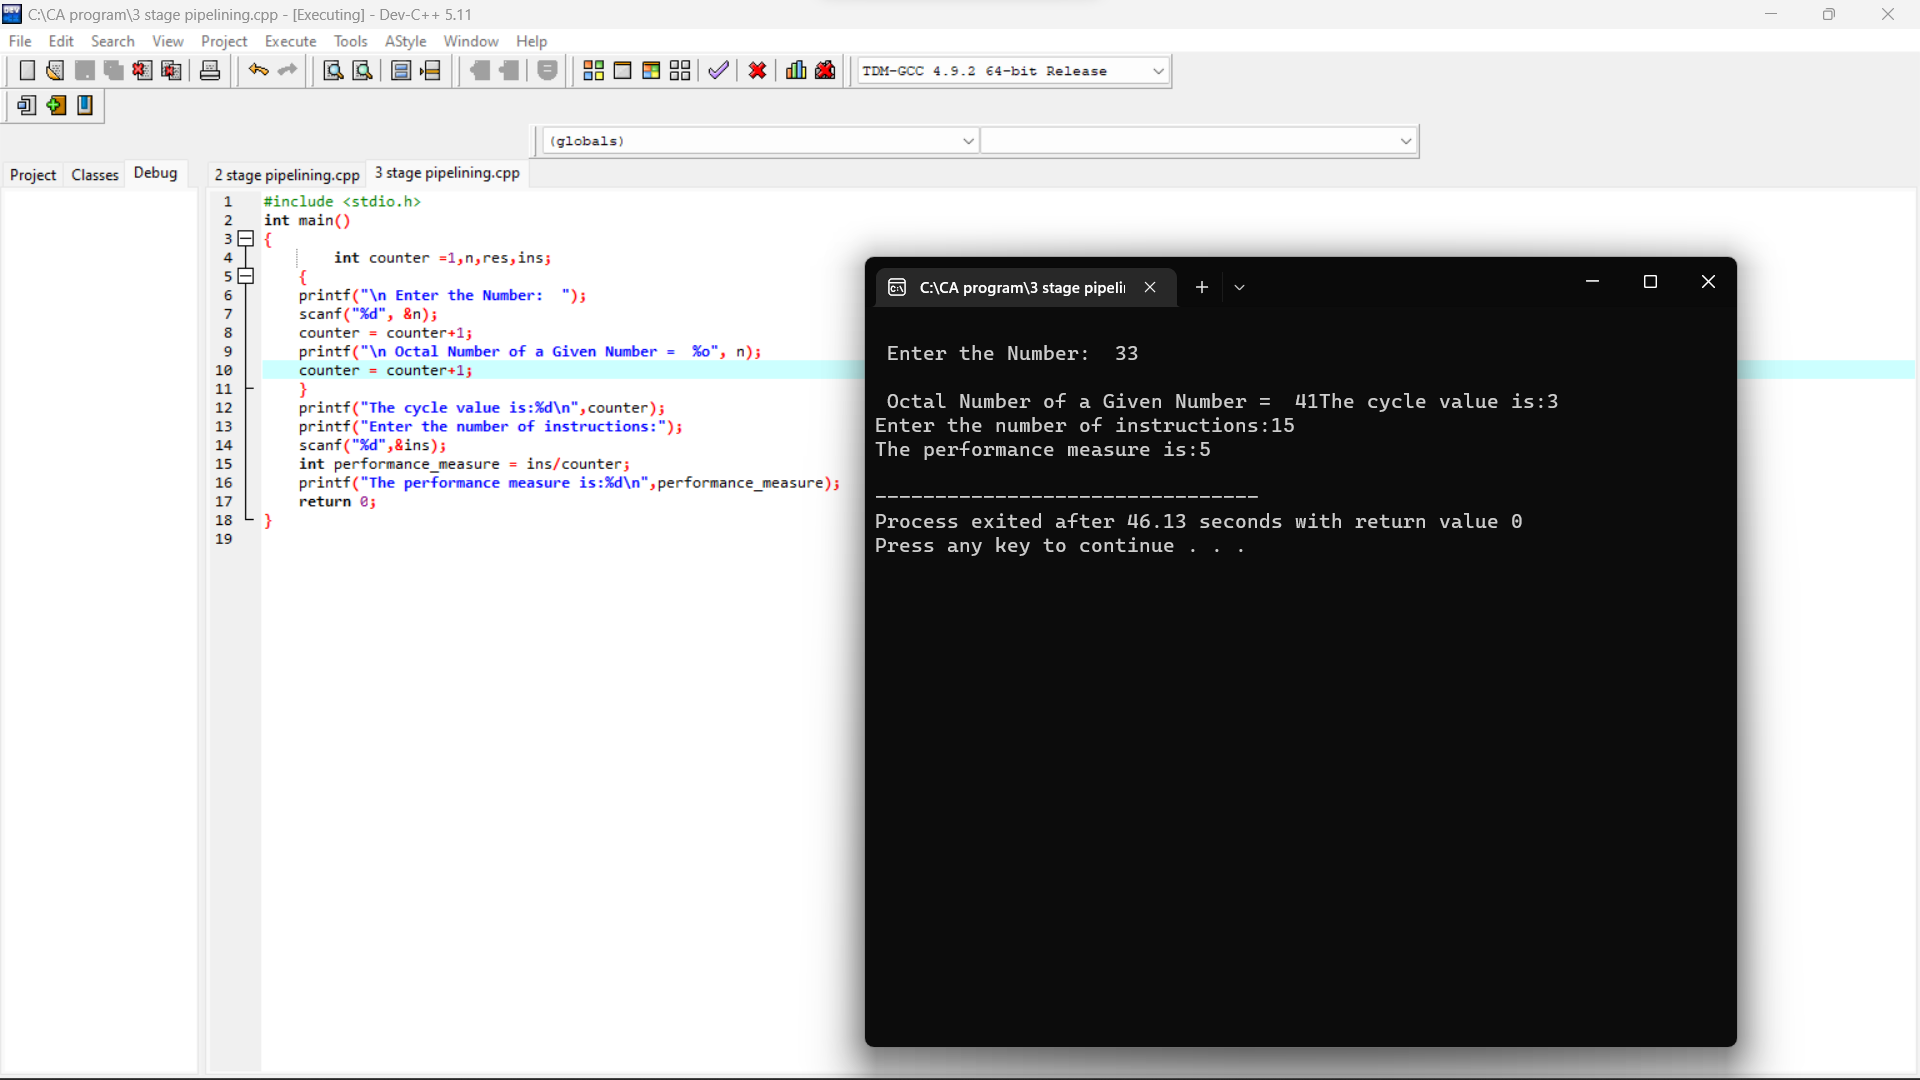 C:\CA program\3 stage pipelining.cpp - [Executing] - Dev-C++ 5.11
File Edit Search View Project Execute Tools AStyle Window Help
TDM-GCC 4.9.2 64-bit Release
(globals)
Project Classes Debug
2 stage pipelining.cpp 3 stage pipelining.cpp
1 #include <stdio.h>
2 int main()
3 {
4 int counter =1,n,res,ins;
5 {
6 printf("\n Enter the Number:  ");
7 scanf("%d", &n);
8 counter = counter+1;
9 printf("\n Octal Number of a Given Number =  %o", n);
10 counter = counter+1;
11 }
12 printf("The cycle value is:%d\n",counter);
13 printf("Enter the number of instructions:");
14 scanf("%d",&ins);
15 int performance_measure = ins/counter;
16 printf("The performance measure is:%d\n",performance_measure);
17 return 0;
18 }
19
C:\CA program\3 stage pipeli
Enter the Number:  33
Octal Number of a Given Number =  41The cycle value is:3
Enter the number of instructions:15
The performance measure is:5
--------------------------------
Process exited after 46.13 seconds with return value 0
Press any key to continue . . .